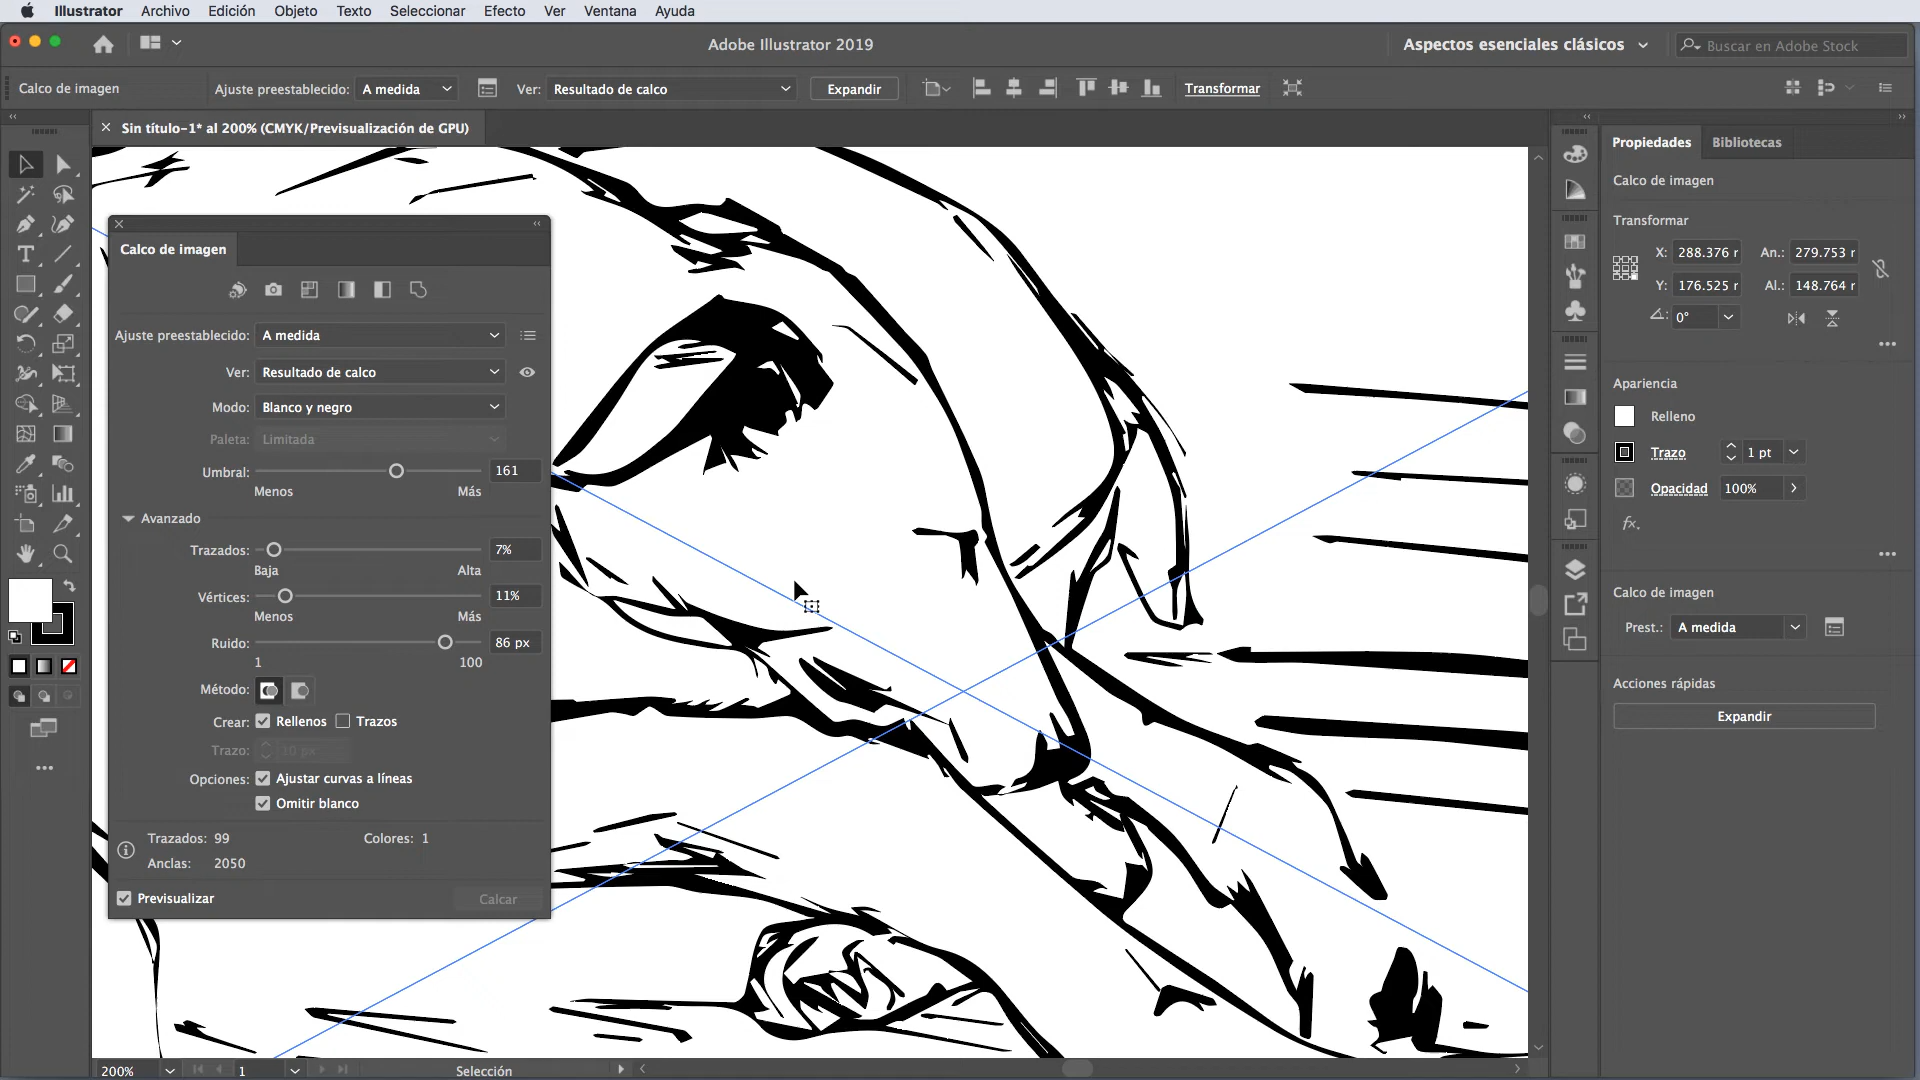 Illustrator Archivo Edición Objeto Texto Seleccionar Efecto Ver Ventana Ayuda
Adobe Illustrator 2019
Aspectos esenciales clásicos
Buscar en Adobe Stock
Calco de imagen Ajuste preestablecido: A medida Ver: Resultado de calco Expandir Transformar
Sin título-1* al 200% (CMYK/Previsualización de GPU)
Calco de imagen
Ajuste preestablecido: A medida
Ver: Resultado de calco
Modo: Blanco y negro
Paleta: Limitada
Umbral: 161
Menos Más
Avanzado
Trazados: 7%
Baja Alta
Vértices: 11%
Menos Más
Ruido: 86 px
1 100
Método:
Crear: Rellenos Trazos
Trazo: 10 px
Opciones: Ajustar curvas a líneas
Omitir blanco
Trazados: 99 Colores: 1
Anclas: 2050
Previsualizar Calcar
Propiedades Bibliotecas
Calco de imagen
Transformar
X: 288.376 r An.: 279.753 r
Y: 176.525 r Al.: 148.764 r
0°
Apariencia
Relleno
Trazo 1 pt
Opacidad 100%
fx.
Calco de imagen
Prest.: A medida
Acciones rápidas
Expandir
200% 1 Selección